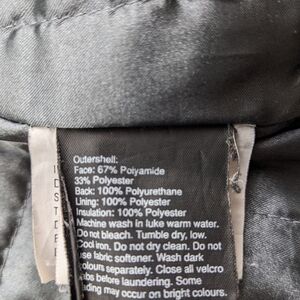 Outershell:
Face: 67% Polyamide
33% Polyester
Back: 100% Polyurethane
Lining: 100% Polyester
Insulation: 100% Polyester
Machine wash in luke warm water.
Do not bleach. Tumble dry, low.
Cool iron. Do not dry clean. Do not
use fabric softener. Wash dark
colours separately. Close all velcro
tabs before laundering. Some
fading may occur on bright colours.